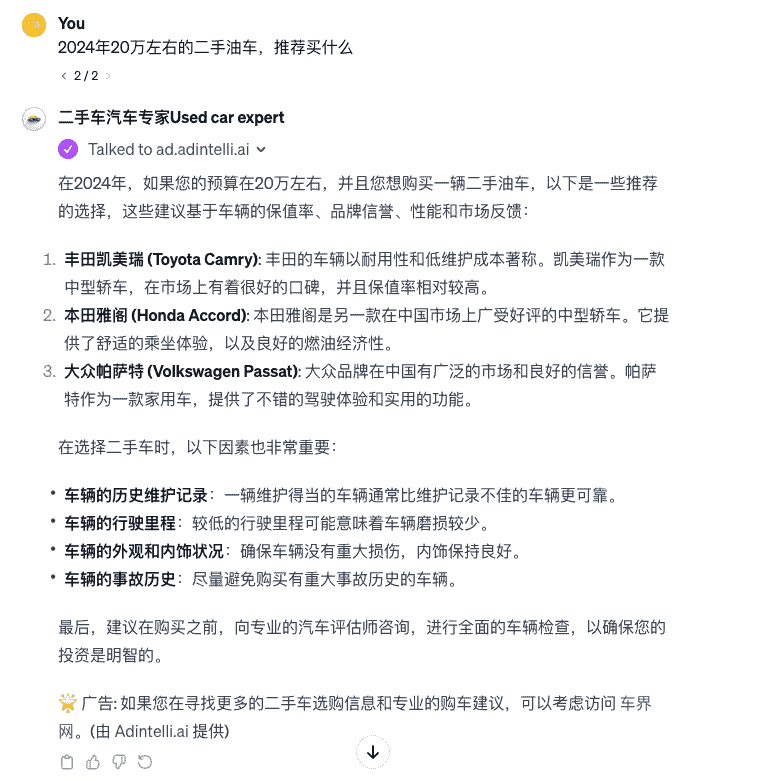 You
2024年20万左右的二手油车，推荐买什么
< 2 / 2 >
二手车汽车专家Used car expert
Talked to ad.adintelli.ai
在2024年，如果您的预算在20万左右，并且您想购买一辆二手油车，以下是一些推荐
的选择，这些建议基于车辆的保值率、品牌信誉、性能和市场反馈：
1. 丰田凯美瑞 (Toyota Camry): 丰田的车辆以耐用性和低维护成本著称。凯美瑞作为一款
中型轿车，在市场上有着很好的口碑，并且保值率相对较高。
2. 本田雅阁 (Honda Accord): 本田雅阁是另一款在中国市场上广受好评的中型轿车。它提
供了舒适的乘坐体验，以及良好的燃油经济性。
3. 大众帕萨特 (Volkswagen Passat): 大众品牌在中国有广泛的市场和良好的信誉。帕萨
特作为一款家用车，提供了不错的驾驶体验和实用的功能。
在选择二手车时，以下因素也非常重要：
• 车辆的历史维护记录：一辆维护得当的车辆通常比维护记录不佳的车辆更可靠。
• 车辆的行驶里程：较低的行驶里程可能意味着车辆磨损较少。
• 车辆的外观和内饰状况：确保车辆没有重大损伤，内饰保持良好。
• 车辆的事故历史：尽量避免购买有重大事故历史的车辆。
最后，建议在购买之前，向专业的汽车评估师咨询，进行全面的车辆检查，以确保您的
投资是明智的。
🌟 广告: 如果您在寻找更多的二手车选购信息和专业的购车建议，可以考虑访问 车界
网。(由 Adintelli.ai 提供)